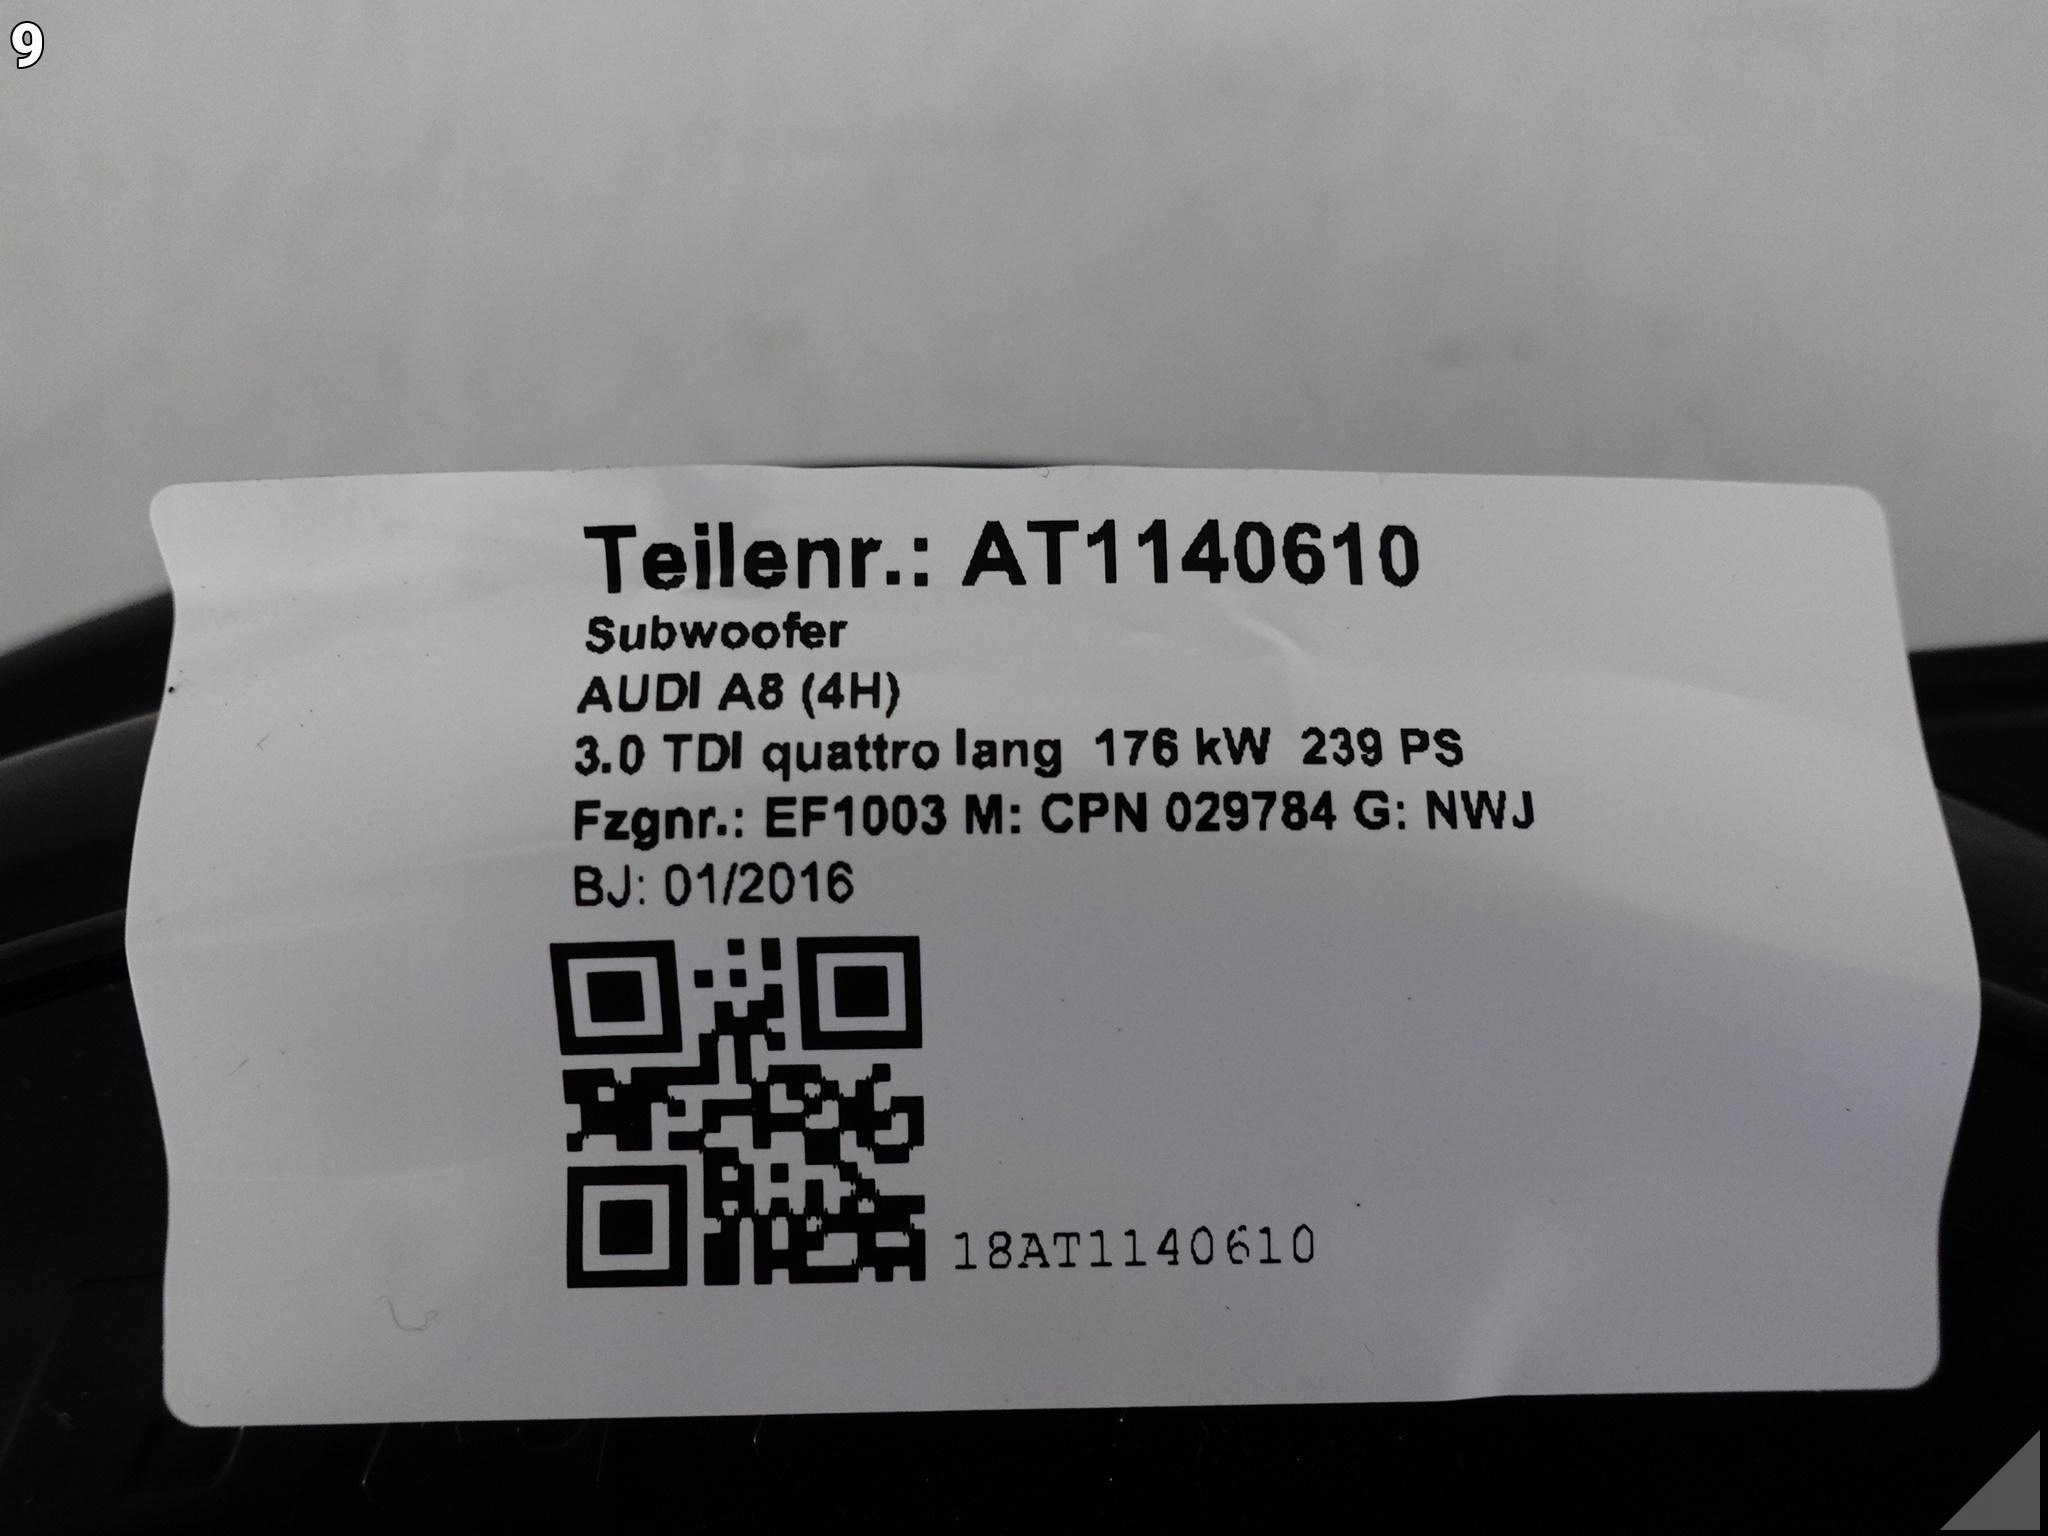 9
Teilenr.: AT1140610
Subwoofer
AUDI A8 (4H)
3.0 TDI quattro lang 176 kW 239 PS
Fzgnr.: EF1003 M: CPN 029784 G: NWJ
BJ: 01/2016
18AT1140610